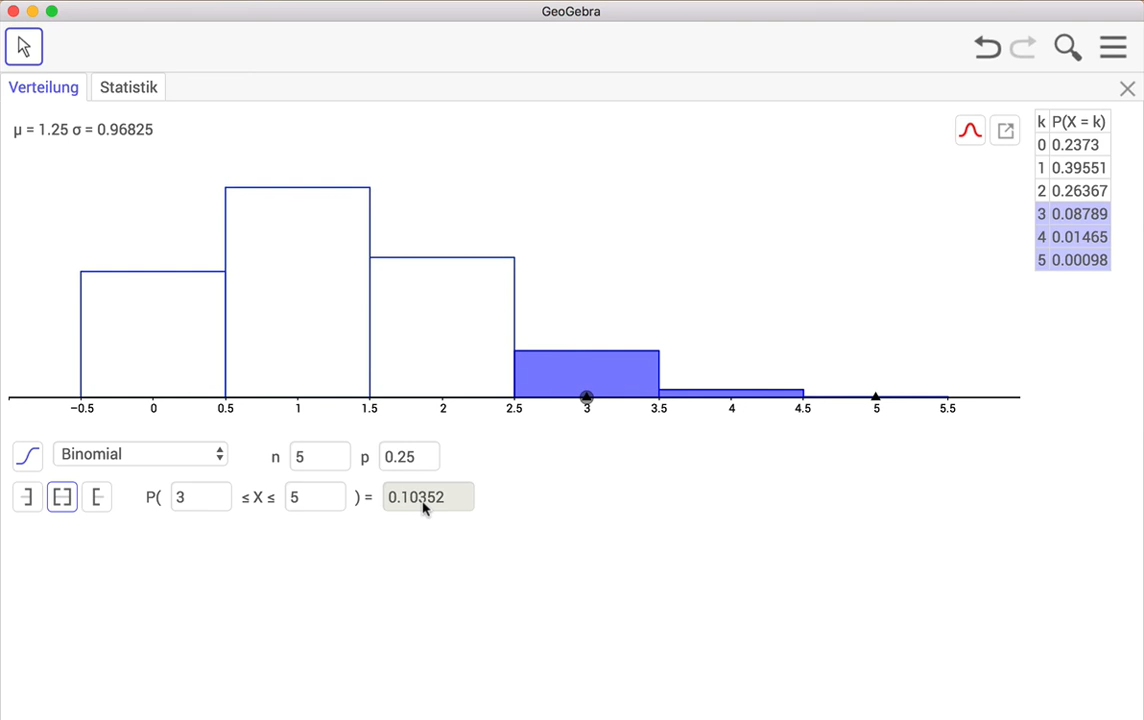 GeoGebra
Verteilung Statistik
μ = 1.25 σ = 0.96825
k P(X = k)
0 0.2373
1 0.39551
2 0.26367
3 0.08789
4 0.01465
5 0.00098
−0.5 0 0.5 1 1.5 2 2.5 3 3.5 4 4.5 5 5.5
Binomial n 5 p 0.25
P( 3 ≤ X ≤ 5 ) = 0.10352